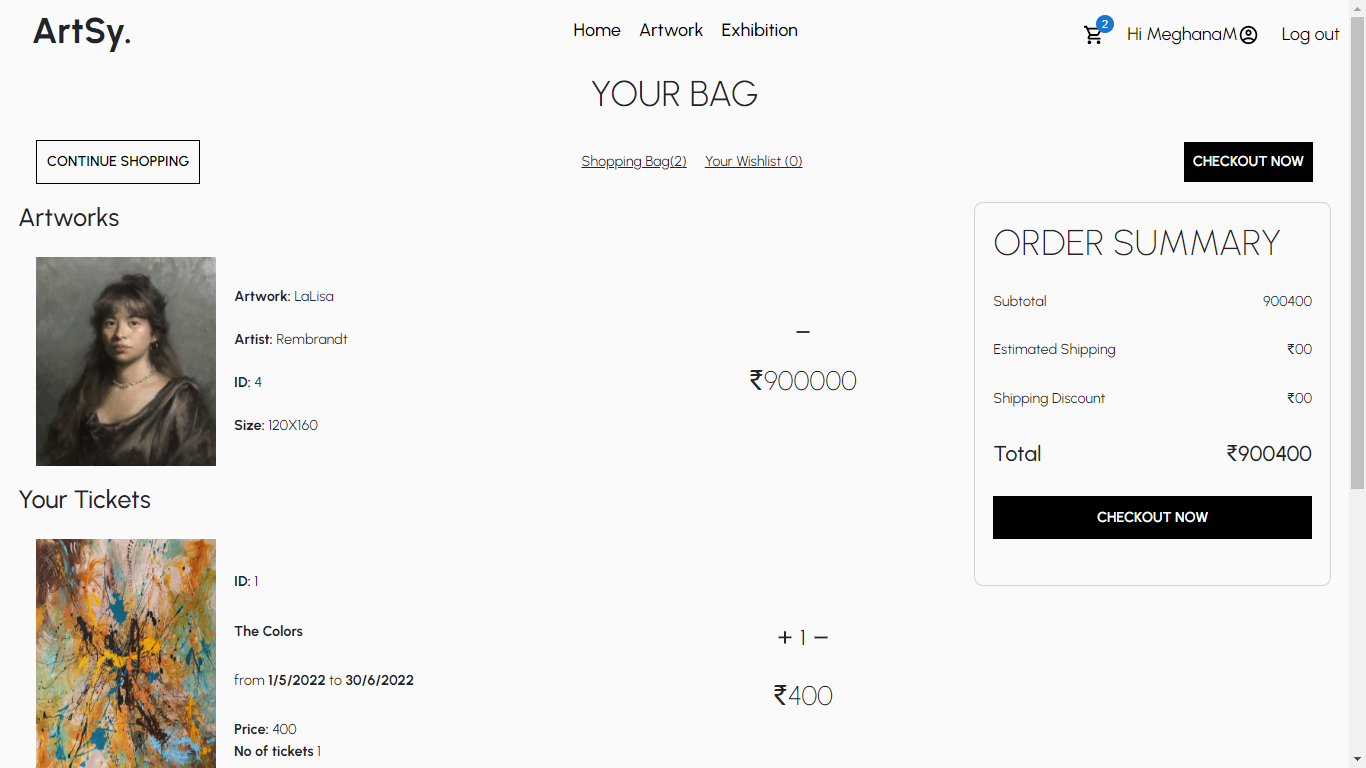 ArtSy.
Home Artwork Exhibition
2
Hi MeghanaM
Log out
YOUR BAG
CONTINUE SHOPPING
Shopping Bag(2) Your Wishlist (0)
CHECKOUT NOW
Artworks
Artwork: LaLisa
Artist: Rembrandt
ID: 4
Size: 120X160
−
₹900000
ORDER SUMMARY
Subtotal 900400
Estimated Shipping ₹00
Shipping Discount ₹00
Total ₹900400
CHECKOUT NOW
Your Tickets
ID: 1
The Colors
from 1/5/2022 to 30/6/2022
Price: 400
No of tickets 1
+ 1 −
₹400